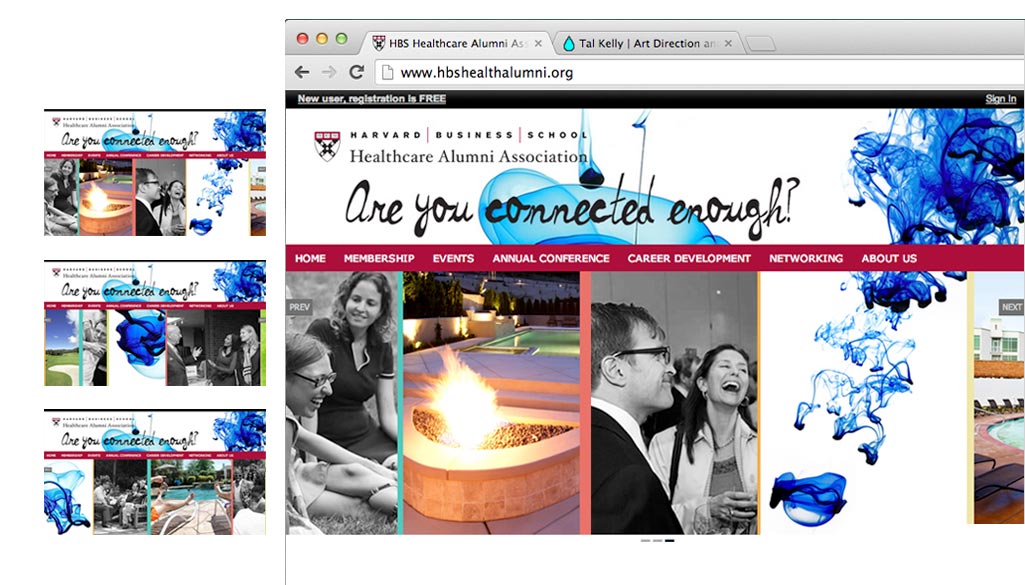 HBS Healthcare Alumni Ass
Tal Kelly | Art Direction an
www.hbshealthalumni.org
New user, registration is FREE
Sign In
HARVARD | BUSINESS | SCHOOL
Healthcare Alumni Association
Are you connected enough?
HOME MEMBERSHIP EVENTS ANNUAL CONFERENCE CAREER DEVELOPMENT NETWORKING ABOUT US
PREV
NEXT
HARVARD | BUSINESS | SCHOOL
Healthcare Alumni Association
Are you connected enough?
HOME MEMBERSHIP EVENTS ANNUAL CONFERENCE CAREER DEVELOPMENT NETWORKING ABOUT US
HARVARD | BUSINESS | SCHOOL
Healthcare Alumni Association
Are you connected enough?
HOME MEMBERSHIP EVENTS ANNUAL CONFERENCE CAREER DEVELOPMENT NETWORKING ABOUT US
HARVARD | BUSINESS | SCHOOL
Healthcare Alumni Association
Are you connected enough?
HOME MEMBERSHIP EVENTS ANNUAL CONFERENCE CAREER DEVELOPMENT NETWORKING ABOUT US